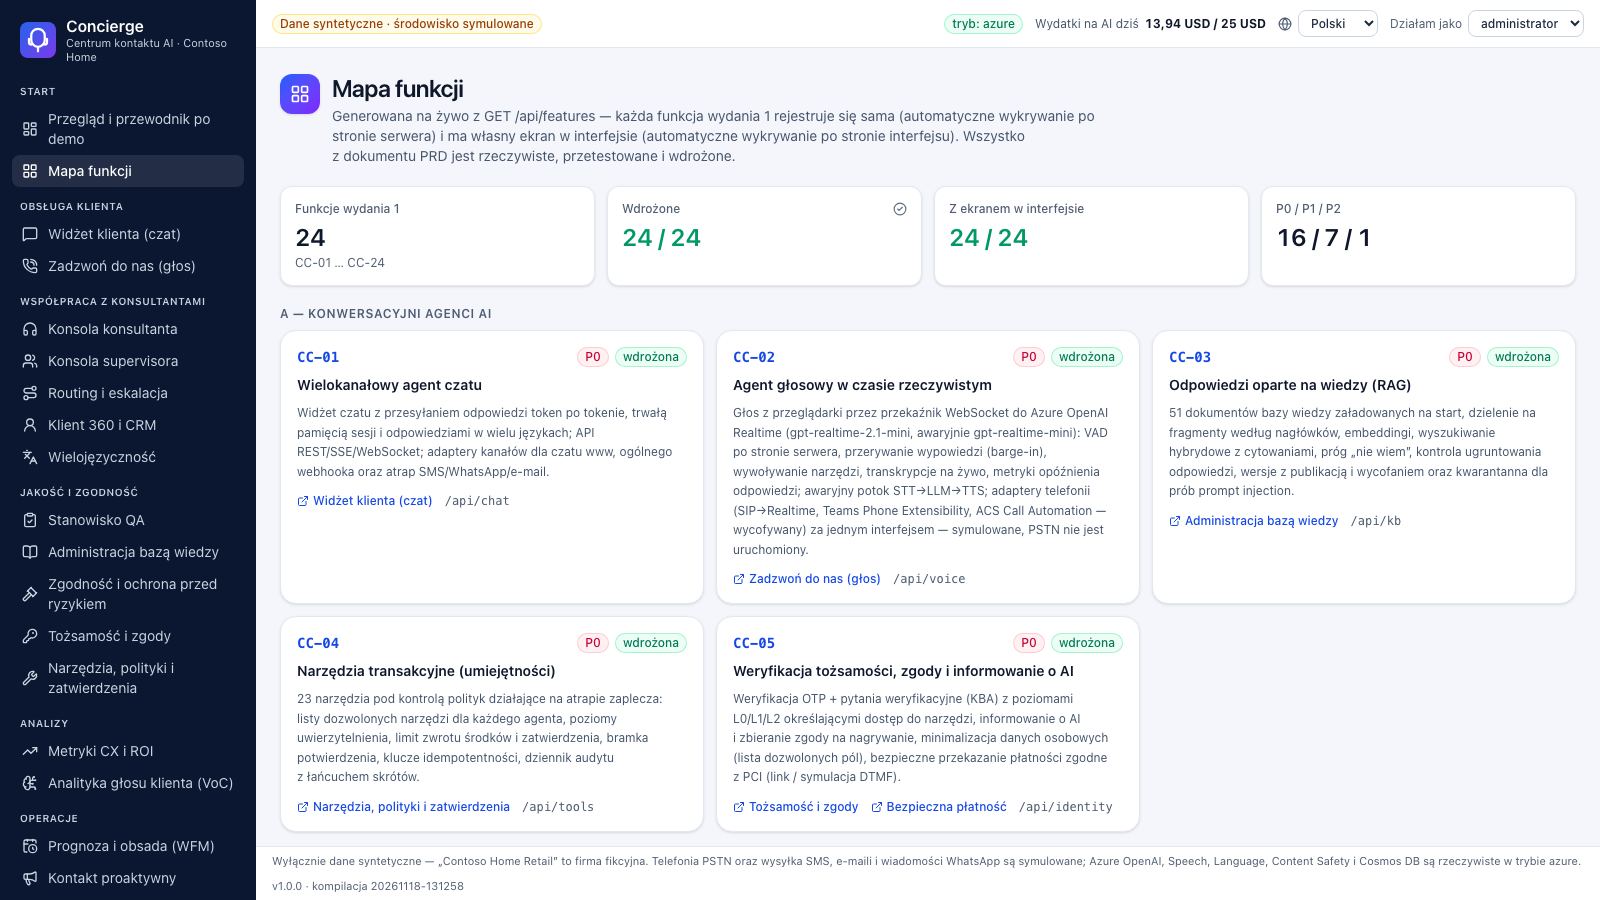 Concierge
Centrum kontaktu AI · Contoso
Home
START
Przegląd i przewodnik po
demo
Mapa funkcji
OBSŁUGA KLIENTA
Widżet klienta (czat)
Zadzwoń do nas (głos)
WSPÓŁPRACA Z KONSULTANTAMI
Konsola konsultanta
Konsola supervisora
Routing i eskalacja
Klient 360 i CRM
Wielojęzyczność
JAKOŚĆ I ZGODNOŚĆ
Stanowisko QA
Administracja bazą wiedzy
Zgodność i ochrona przed
ryzykiem
Tożsamość i zgody
Narzędzia, polityki i
zatwierdzenia
ANALIZY
Metryki CX i ROI
Analityka głosu klienta (VoC)
OPERACJE
Prognoza i obsada (WFM)
Kontakt proaktywny
Dane syntetyczne · środowisko symulowane
tryb: azure
Wydatki na AI dziś 13,94 USD / 25 USD
Polski
Działam jako
administrator
Mapa funkcji
Generowana na żywo z GET /api/features — każda funkcja wydania 1 rejestruje się sama (automatyczne wykrywanie po
stronie serwera) i ma własny ekran w interfejsie (automatyczne wykrywanie po stronie interfejsu). Wszystko
z dokumentu PRD jest rzeczywiste, przetestowane i wdrożone.
Funkcje wydania 1
24
CC-01 … CC-24
Wdrożone
24 / 24
Z ekranem w interfejsie
24 / 24
P0 / P1 / P2
16 / 7 / 1
A — KONWERSACYJNI AGENCI AI
CC-01
P0
wdrożona
Wielokanałowy agent czatu
Widżet czatu z przesyłaniem odpowiedzi token po tokenie, trwałą
pamięcią sesji i odpowiedziami w wielu językach; API
REST/SSE/WebSocket; adaptery kanałów dla czatu www, ogólnego
webhooka oraz atrap SMS/WhatsApp/e-mail.
Widżet klienta (czat) /api/chat
CC-02
P0
wdrożona
Agent głosowy w czasie rzeczywistym
Głos z przeglądarki przez przekaźnik WebSocket do Azure OpenAI
Realtime (gpt-realtime-2.1-mini, awaryjnie gpt-realtime-mini): VAD
po stronie serwera, przerywanie wypowiedzi (barge-in),
wywoływanie narzędzi, transkrypcje na żywo, metryki opóźnienia
odpowiedzi; awaryjny potok STT→LLM→TTS; adaptery telefonii
(SIP→Realtime, Teams Phone Extensibility, ACS Call Automation —
wycofywany) za jednym interfejsem — symulowane, PSTN nie jest
uruchomiony.
Zadzwoń do nas (głos) /api/voice
CC-03
P0
wdrożona
Odpowiedzi oparte na wiedzy (RAG)
51 dokumentów bazy wiedzy załadowanych na start, dzielenie na
fragmenty według nagłówków, embeddingi, wyszukiwanie
hybrydowe z cytowaniami, próg „nie wiem”, kontrola ugruntowania
odpowiedzi, wersje z publikacją i wycofaniem oraz kwarantanna dla
prób prompt injection.
Administracja bazą wiedzy /api/kb
CC-04
P0
wdrożona
Narzędzia transakcyjne (umiejętności)
23 narzędzia pod kontrolą polityk działające na atrapie zaplecza:
listy dozwolonych narzędzi dla każdego agenta, poziomy
uwierzytelnienia, limit zwrotu środków i zatwierdzenia, bramka
potwierdzenia, klucze idempotentności, dziennik audytu
z łańcuchem skrótów.
Narzędzia, polityki i zatwierdzenia /api/tools
CC-05
P0
wdrożona
Weryfikacja tożsamości, zgody i informowanie o AI
Weryfikacja OTP + pytania weryfikacyjne (KBA) z poziomami
L0/L1/L2 określającymi dostęp do narzędzi, informowanie o AI
i zbieranie zgody na nagrywanie, minimalizacja danych osobowych
(lista dozwolonych pól), bezpieczne przekazanie płatności zgodne
z PCI (link / symulacja DTMF).
Tożsamość i zgody Bezpieczna płatność /api/identity
Wyłącznie dane syntetyczne — „Contoso Home Retail” to firma fikcyjna. Telefonia PSTN oraz wysyłka SMS, e-maili i wiadomości WhatsApp są symulowane; Azure OpenAI, Speech, Language, Content Safety i Cosmos DB są rzeczywiste w trybie azure.
v1.0.0 · kompilacja 20261118-131258